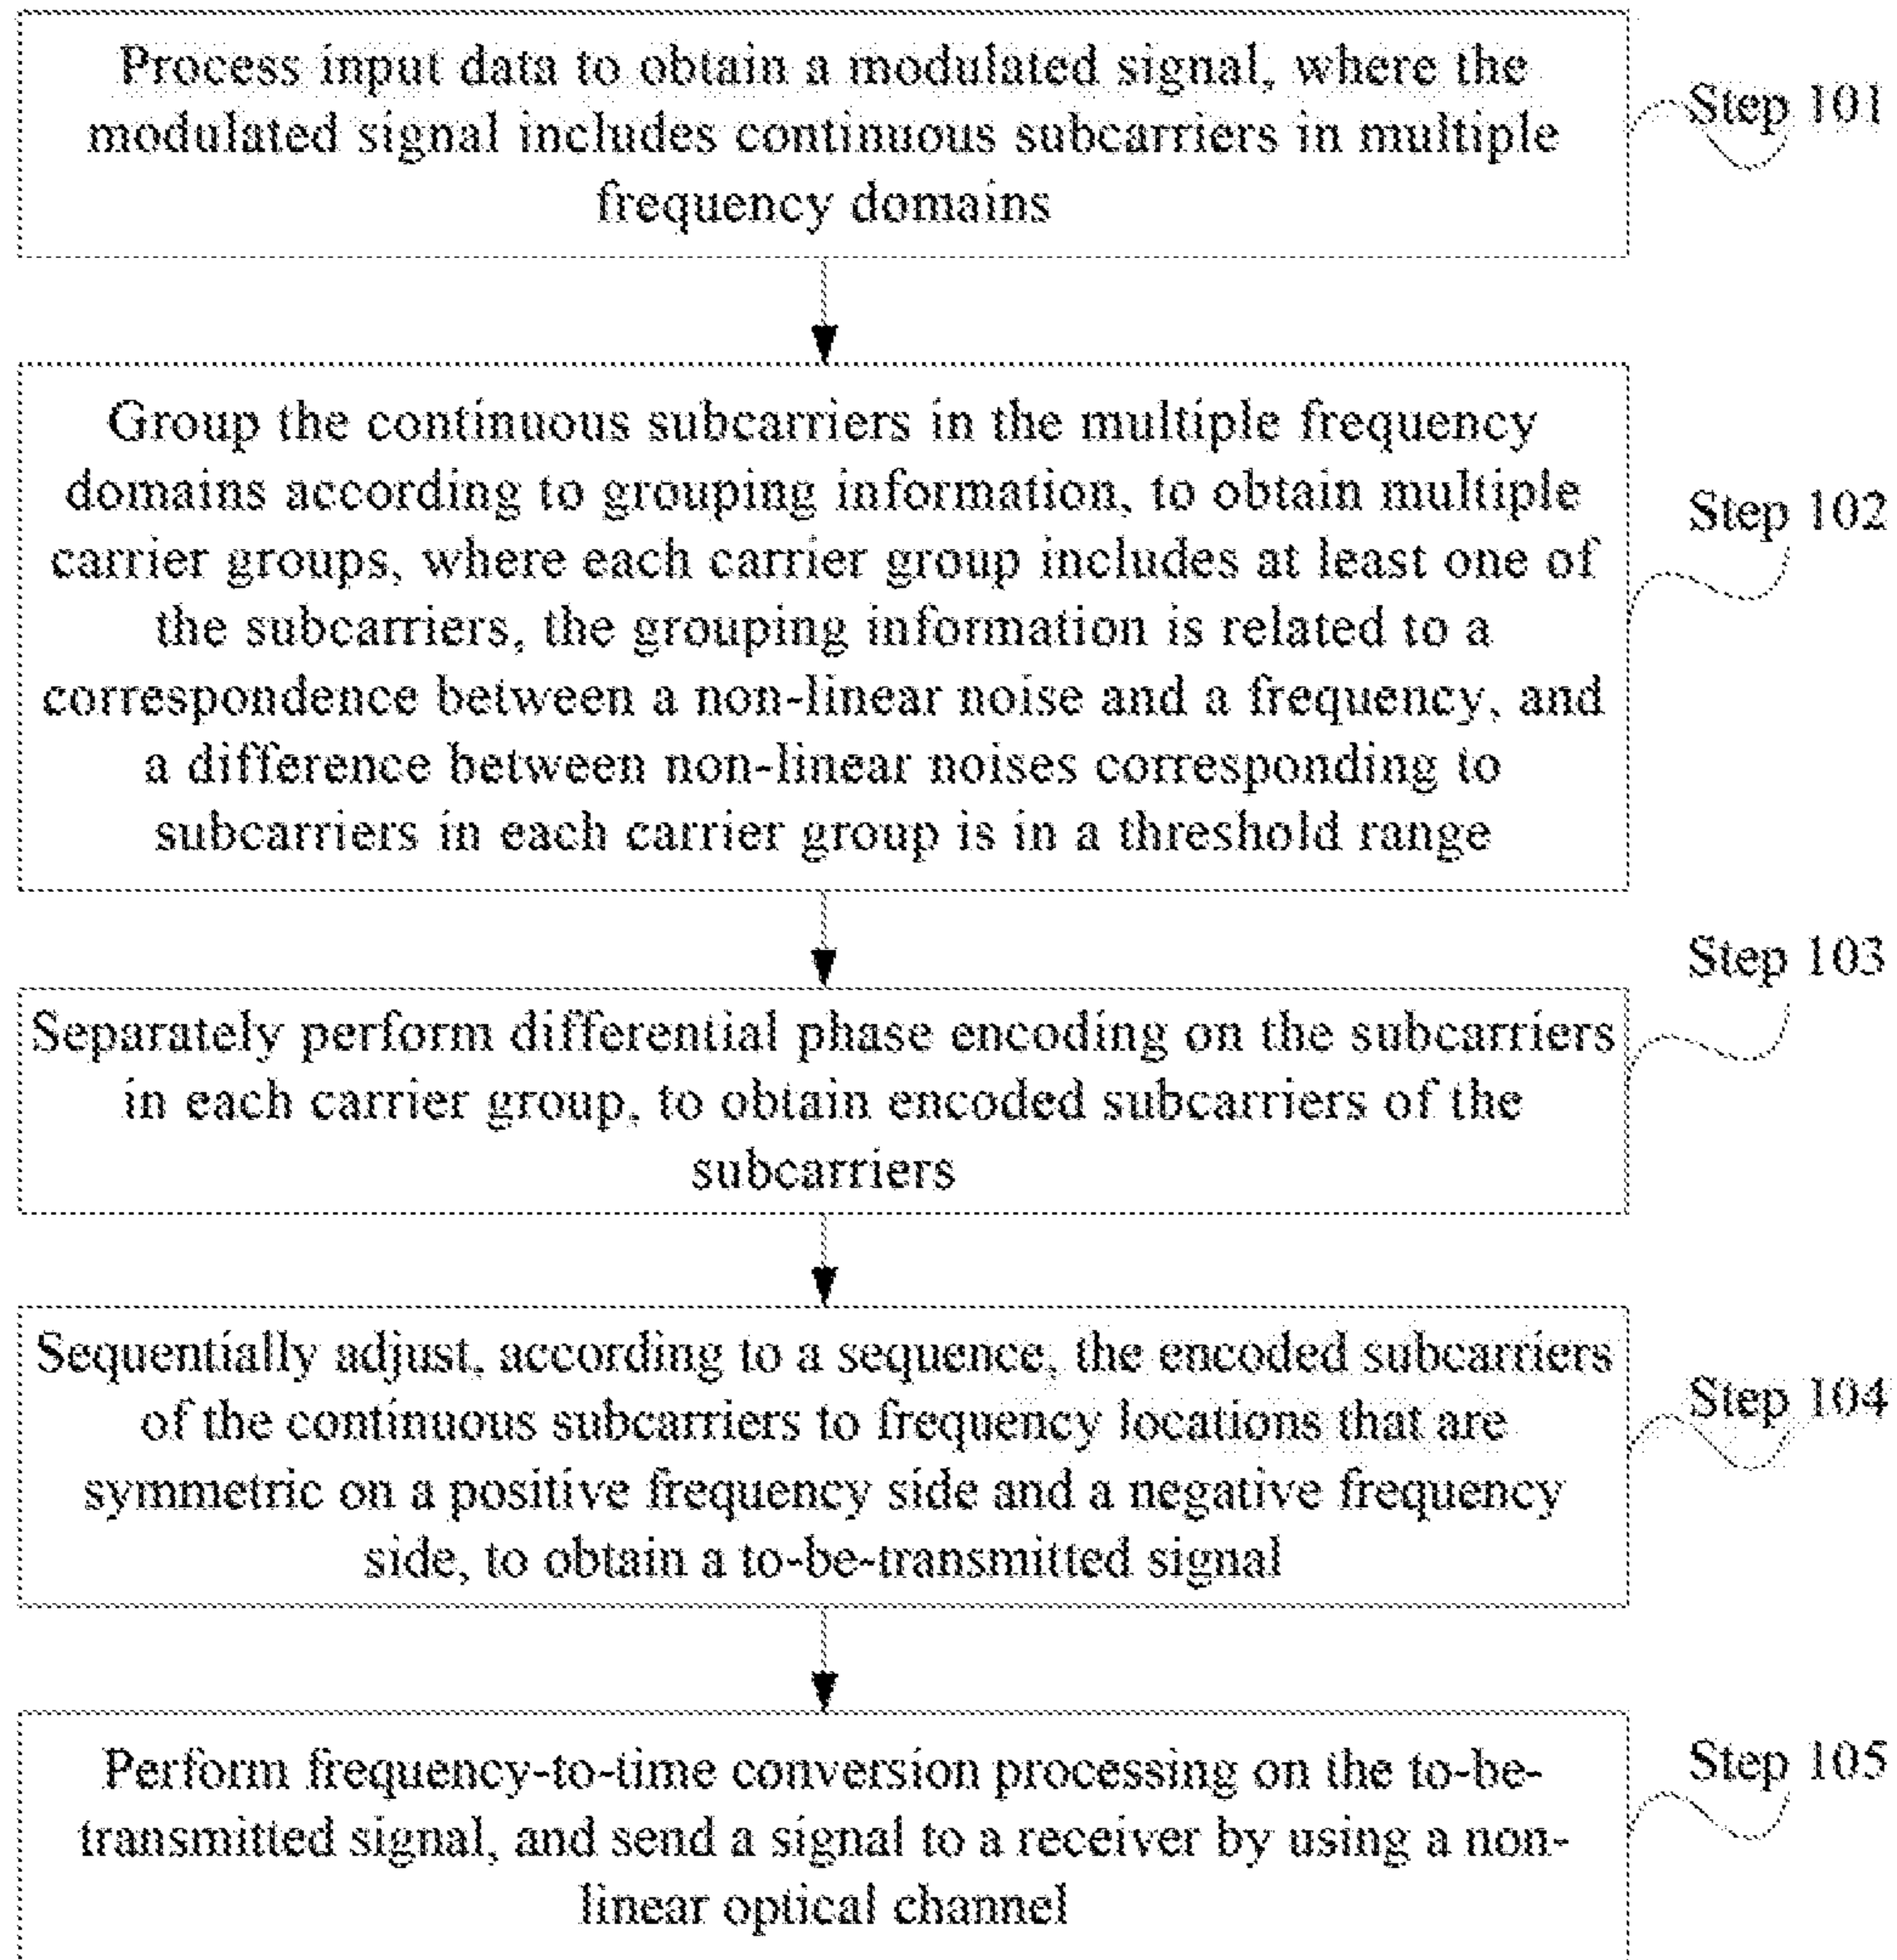 Process input data to obtain a modulated signal, where the
modulated signal includes continuous subcarriers in multiple
frequency domains
Step 101
Group the continuous subcarriers in the multiple frequency
domains according to grouping information, to obtain multiple
carrier groups, where each carrier group includes at least one of
the subcarriers, the grouping information is related to a
correspondence between a non-linear noise and a frequency, and
a difference between non-linear noises corresponding to
subcarriers in each carrier group is in a threshold range
Step 102
Separately perform differential phase encoding on the subcarriers
in each carrier group, to obtain encoded subcarriers of the
subcarriers
Step 103
Sequentially adjust, according to a sequence, the encoded subcarriers
of the continuous subcarriers to frequency locations that are
symmetric on a positive frequency side and a negative frequency
side, to obtain a to-be-transmitted signal
Step 104
Perform frequency-to-time conversion processing on the to-be-
transmitted signal, and send a signal to a receiver by using a non-
linear optical channel
Step 105